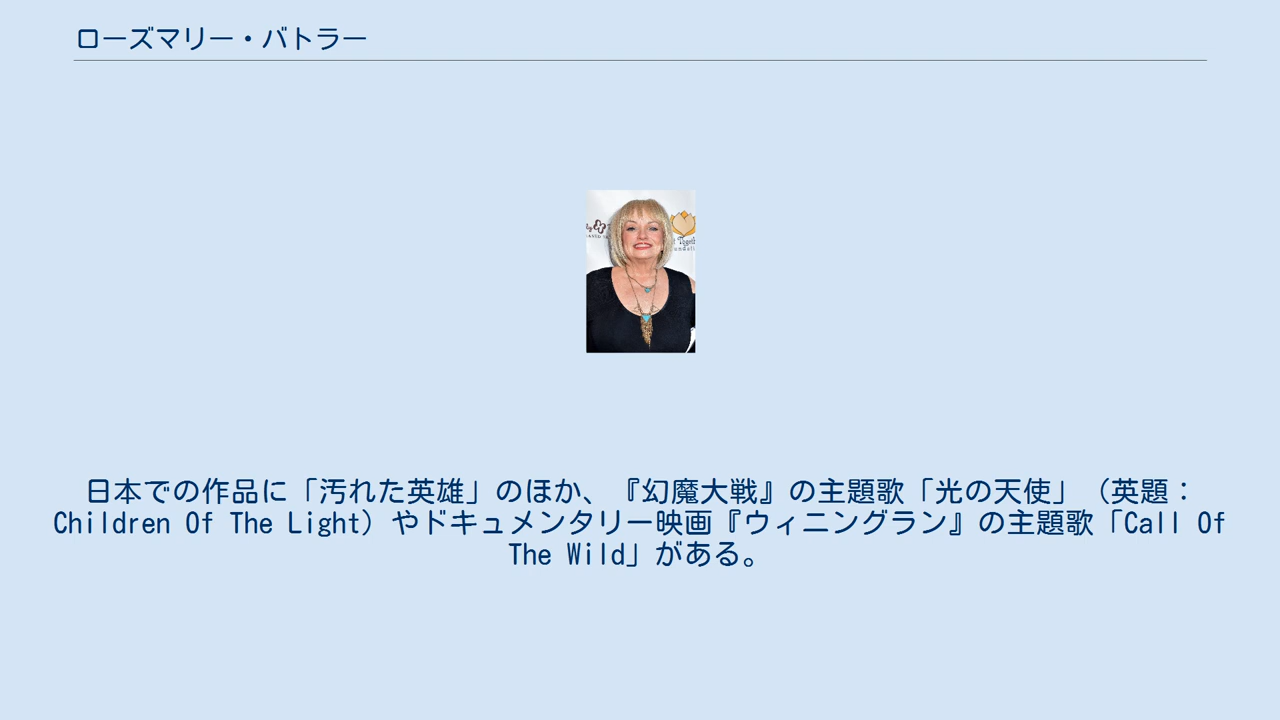 ローズマリー・バトラー
日本での作品に「汚れた英雄」のほか、『幻魔大戦』の主題歌「光の天使」（英題：
Children Of The Light）やドキュメンタリー映画『ウィニングラン』の主題歌「Call Of
The Wild」がある。